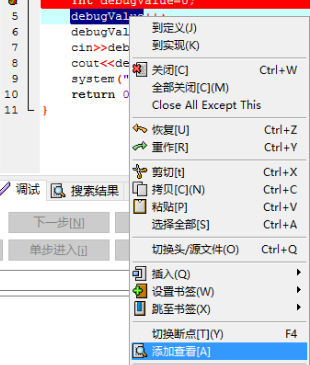 int debugValue=0;
5 debugValue
6 debugVal
7 cin>>deb
8 cout<<de
9 system("
10 return 0
11 }
到定义(J)
到实现(K)
关闭[C] Ctrl+W
全部关闭[C](M)
Close All Except This
恢复[U] Ctrl+Z
重作[R] Ctrl+Y
剪切[t] Ctrl+X
拷贝[C](N) Ctrl+C
粘贴[P] Ctrl+V
选择全部[S] Ctrl+A
切换头/源文件(O) Ctrl+Q
插入(Q)
设置书签(W)
跳至书签(X)
切换断点[T](Y) F4
添加查看[A]
调试 搜索结果
下一步[N]
单步进入[i]